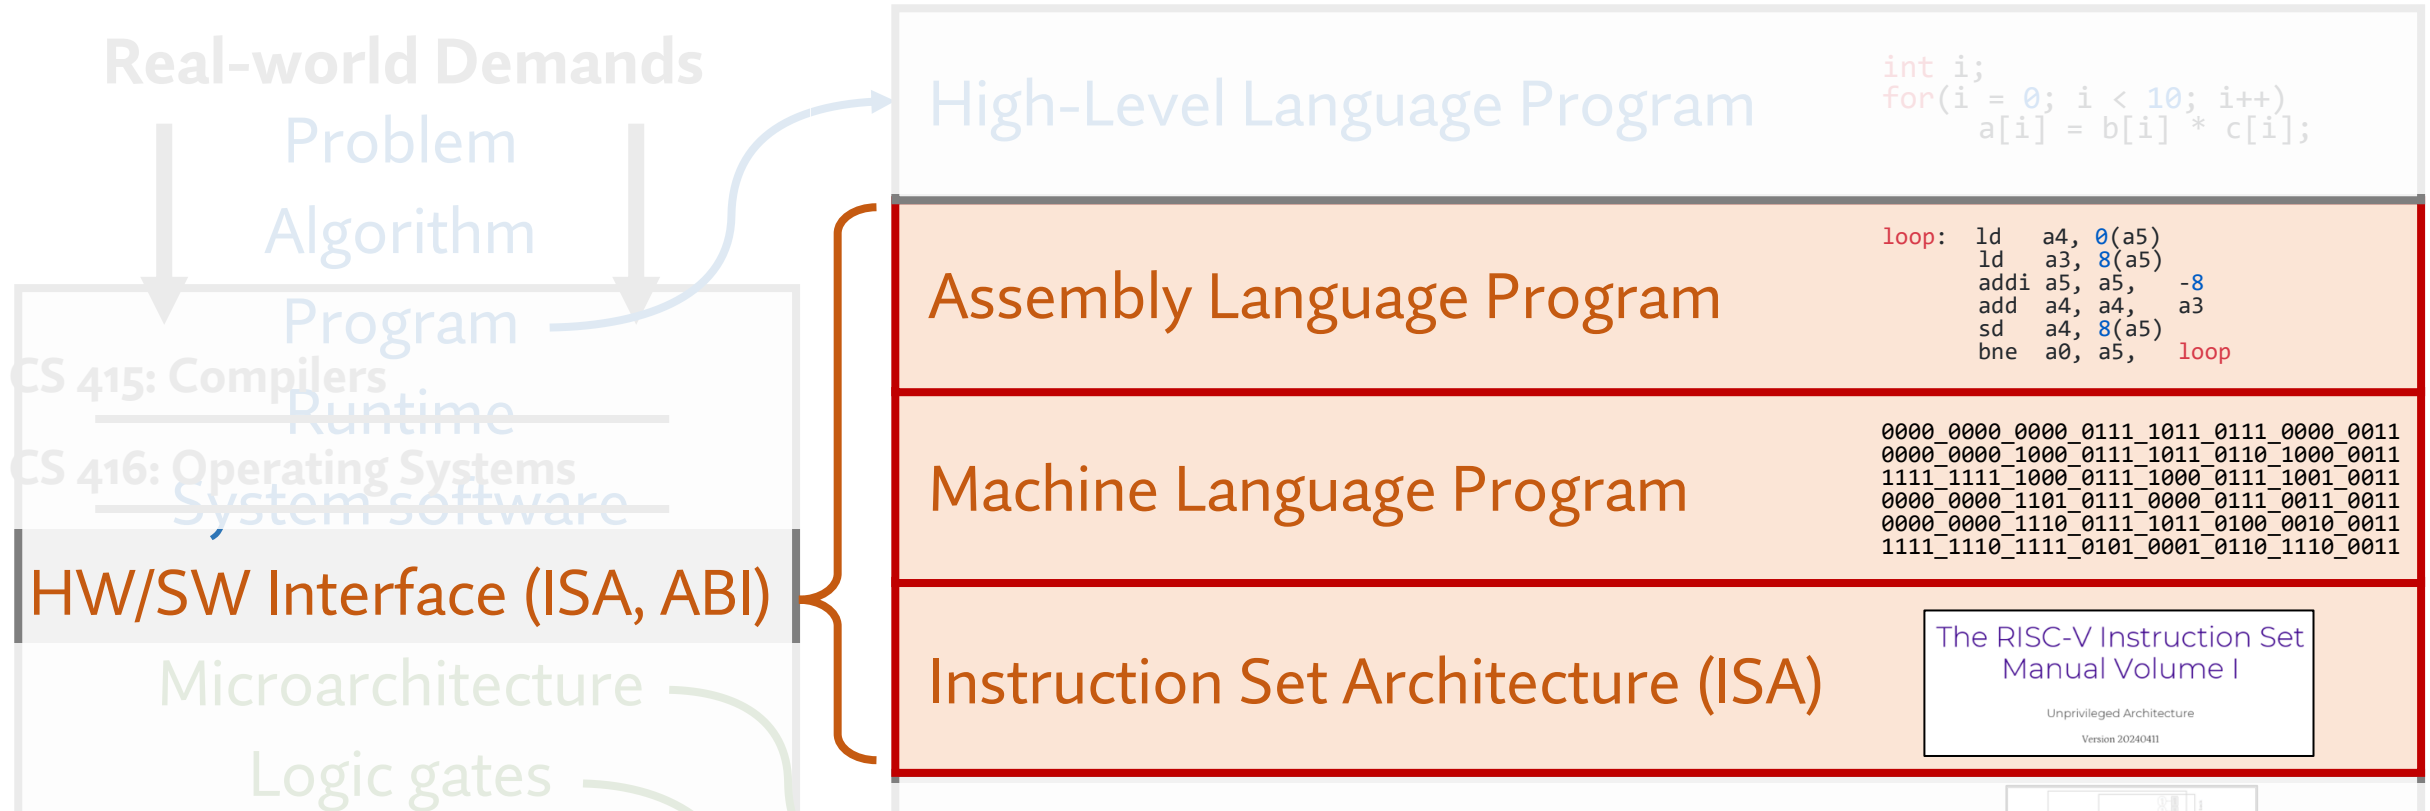 Real-world Demands
Problem
Algorithm
Program
CS 415: Compilers
Runtime
CS 416: Operating Systems
System software
HW/SW Interface (ISA, ABI)
Microarchitecture
Logic gates
High-Level Language Program
int i;
for(i = 0; i < 10; i++)
a[i] = b[i] * c[i];
Assembly Language Program
loop: ld a4, 0(a5)
ld a3, 8(a5)
addi a5, a5, -8
add a4, a4, a3
sd a4, 8(a5)
bne a0, a5, loop
Machine Language Program
0000_0000_0000_0111_1011_0111_0000_0011
0000_0000_1000_0111_1011_0110_1000_0011
1111_1111_1000_0111_1000_0111_1001_0011
0000_0000_1101_0111_0000_0111_0011_0011
0000_0000_1110_0111_1011_0100_0010_0011
1111_1110_1111_0101_0001_0110_1110_0011
Instruction Set Architecture (ISA)
The RISC-V Instruction Set
Manual Volume I
Unprivileged Architecture
Version 20240411